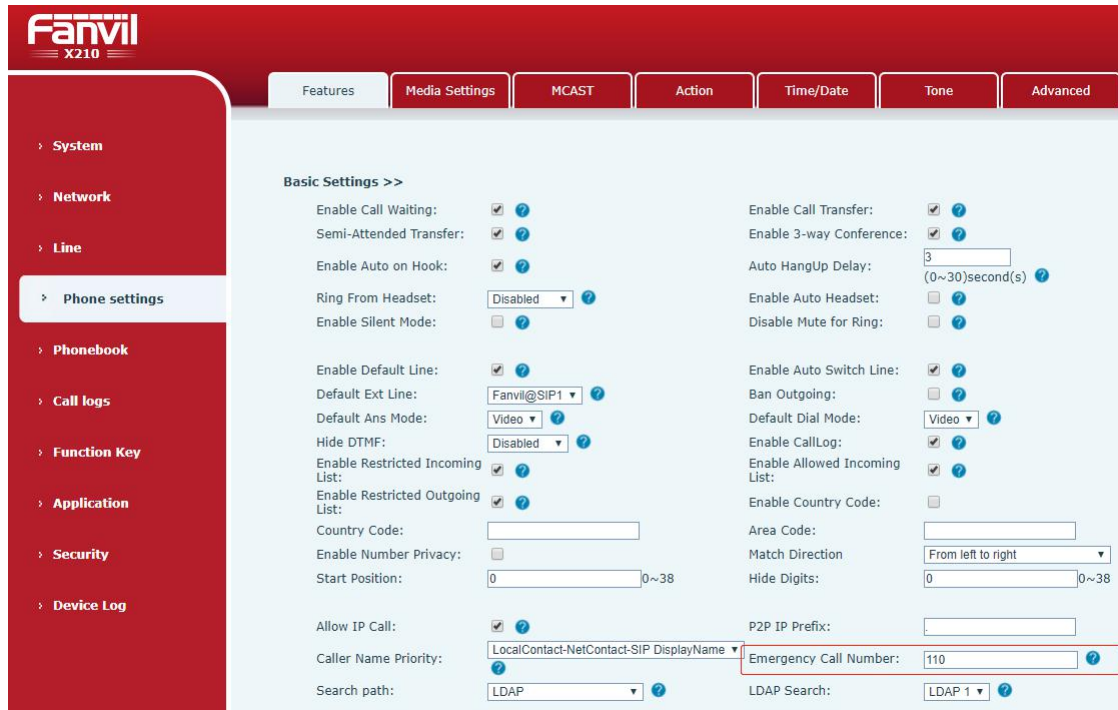 Fanvil
X210
Features Media Settings MCAST Action Time/Date Tone Advanced
› System
› Network
› Line
› Phone settings
› Phonebook
› Call logs
› Function Key
› Application
› Security
› Device Log
Basic Settings >>
Enable Call Waiting: ? Enable Call Transfer: ?
Semi-Attended Transfer: ? Enable 3-way Conference: ?
Enable Auto on Hook: ? Auto HangUp Delay: 3
(0~30)second(s) ?
Ring From Headset: Disabled ? Enable Auto Headset: ?
Enable Silent Mode: ? Disable Mute for Ring: ?
Enable Default Line: ? Enable Auto Switch Line: ?
Default Ext Line: Fanvil@SIP1 ? Ban Outgoing: ?
Default Ans Mode: Video ? Default Dial Mode: Video ?
Hide DTMF: Disabled ? Enable CallLog: ?
Enable Restricted Incoming
List: ? Enable Allowed Incoming
List: ?
Enable Restricted Outgoing
List: ? Enable Country Code:
Country Code: Area Code:
Enable Number Privacy: Match Direction From left to right
Start Position: 0 0~38 Hide Digits: 0 0~38
Allow IP Call: ? P2P IP Prefix: .
Caller Name Priority: LocalContact-NetContact-SIP DisplayName ? Emergency Call Number: 110 ?
Search path: LDAP ? LDAP Search: LDAP 1 ?